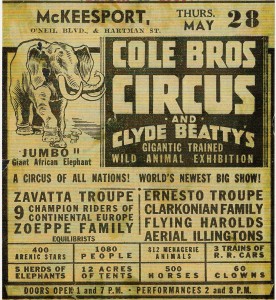 McKEESPORT, THURS. MAY 28
O'NEIL BLVD., & HARTMAN ST.
COLE BROS
CIRCUS
AND
CLYDE BEATTY'S
GIGANTIC TRAINED
WILD ANIMAL EXHIBITION
"JUMBO II"
Giant African Elephant
A CIRCUS OF ALL NATIONS! WORLD'S NEWEST BIG SHOW!
ZAVATTA TROUPE
9 CHAMPION RIDERS OF
CONTINENTAL EUROPE
ZOEPPE FAMILY
EQUILIBRISTS
ERNESTO TROUPE
CLARKONIAN FAMILY
FLYING HAROLDS
AERIAL ILLINGTONS
400 ARENIC STARS
1080 PEOPLE
812 MENAGERIE ANIMALS
3 TRAINS OF R.R. CARS
5 HERDS OF ELEPHANTS
12 ACRES OF TENTS
500 HORSES
60 CLOWNS
DOORS OPEN 1 and 7 P.M. - PERFORMANCES 2 and 8 P.M.